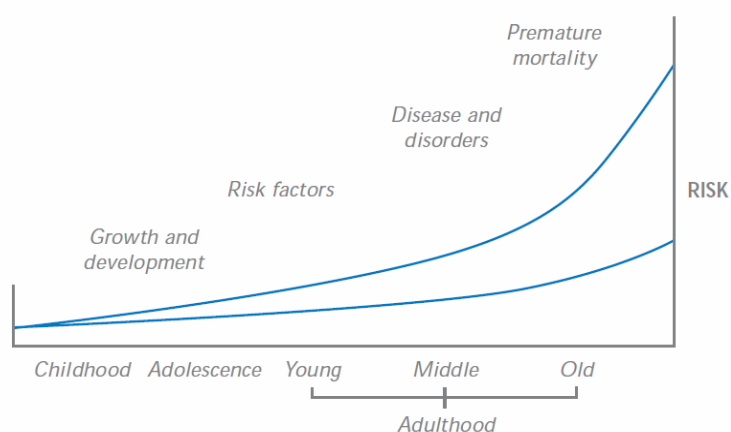 Premature
mortality
Disease and
disorders
Risk factors
RISK
Growth and
development
Childhood Adolescence Young Middle Old
Adulthood